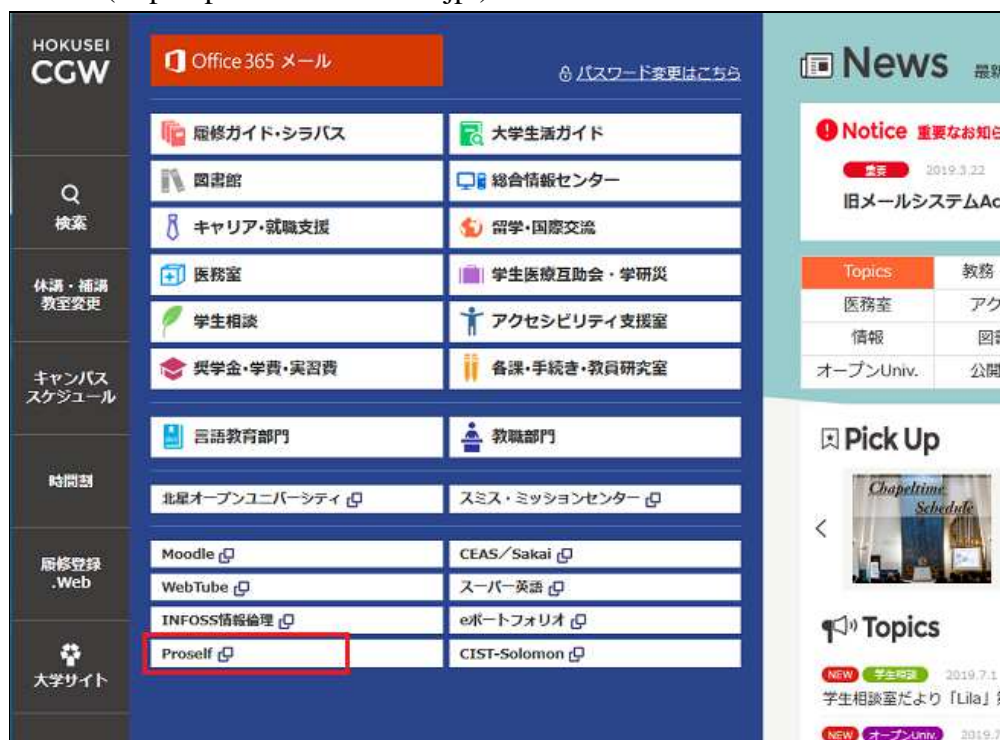 HOKUSEI
CGW
検索
休講・補講
教室変更
キャンパス
スケジュール
時間割
履修登録
.Web
大学サイト
Office 365 メール
パスワード変更はこちら
履修ガイド・シラバス
大学生活ガイド
図書館
総合情報センター
キャリア・就職支援
留学・国際交流
医務室
学生医療互助会・学研災
学生相談
アクセシビリティ支援室
奨学金・学費・実習費
各課・手続き・教員研究室
言語教育部門
教職部門
北星オープンユニバーシティ
スミス・ミッションセンター
Moodle
CEAS/Sakai
WebTube
スーパー英語
INFOSS情報倫理
eポートフォリオ
Proself
CIST-Solomon
News 最新
Notice 重要なお知ら
重要 2019.3.22
旧メールシステムAc
Topics 教務
医務室 アク
情報 図
オープンUniv. 公開
Pick Up
Chapeltime
Schedule
Topics
NEW 学生相談 2019.7.1
学生相談室だより「Lila」
NEW オープンUniv. 2019.7